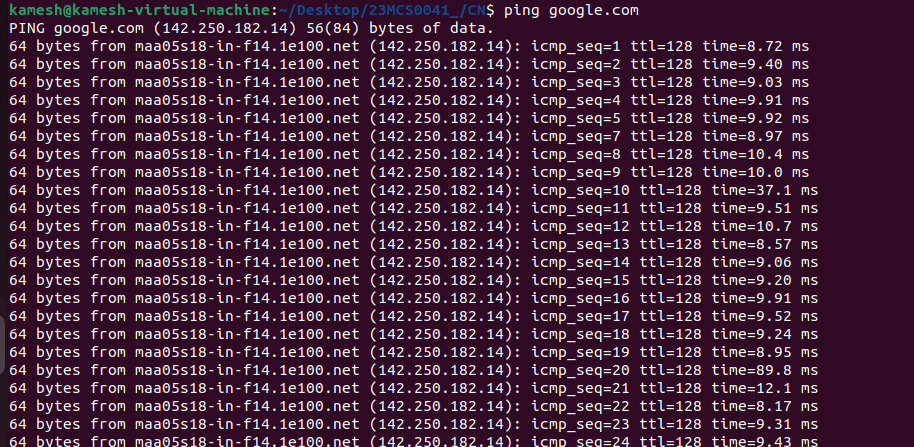 kamesh@kamesh-virtual-machine:~/Desktop/23MCS0041_/CN$ ping google.com
PING google.com (142.250.182.14) 56(84) bytes of data.
64 bytes from maa05s18-in-f14.1e100.net (142.250.182.14): icmp_seq=1 ttl=128 time=8.72 ms
64 bytes from maa05s18-in-f14.1e100.net (142.250.182.14): icmp_seq=2 ttl=128 time=9.40 ms
64 bytes from maa05s18-in-f14.1e100.net (142.250.182.14): icmp_seq=3 ttl=128 time=9.03 ms
64 bytes from maa05s18-in-f14.1e100.net (142.250.182.14): icmp_seq=4 ttl=128 time=9.91 ms
64 bytes from maa05s18-in-f14.1e100.net (142.250.182.14): icmp_seq=5 ttl=128 time=9.92 ms
64 bytes from maa05s18-in-f14.1e100.net (142.250.182.14): icmp_seq=7 ttl=128 time=8.97 ms
64 bytes from maa05s18-in-f14.1e100.net (142.250.182.14): icmp_seq=8 ttl=128 time=10.4 ms
64 bytes from maa05s18-in-f14.1e100.net (142.250.182.14): icmp_seq=9 ttl=128 time=10.0 ms
64 bytes from maa05s18-in-f14.1e100.net (142.250.182.14): icmp_seq=10 ttl=128 time=37.1 ms
64 bytes from maa05s18-in-f14.1e100.net (142.250.182.14): icmp_seq=11 ttl=128 time=9.51 ms
64 bytes from maa05s18-in-f14.1e100.net (142.250.182.14): icmp_seq=12 ttl=128 time=10.7 ms
64 bytes from maa05s18-in-f14.1e100.net (142.250.182.14): icmp_seq=13 ttl=128 time=8.57 ms
64 bytes from maa05s18-in-f14.1e100.net (142.250.182.14): icmp_seq=14 ttl=128 time=9.06 ms
64 bytes from maa05s18-in-f14.1e100.net (142.250.182.14): icmp_seq=15 ttl=128 time=9.20 ms
64 bytes from maa05s18-in-f14.1e100.net (142.250.182.14): icmp_seq=16 ttl=128 time=9.91 ms
64 bytes from maa05s18-in-f14.1e100.net (142.250.182.14): icmp_seq=17 ttl=128 time=9.52 ms
64 bytes from maa05s18-in-f14.1e100.net (142.250.182.14): icmp_seq=18 ttl=128 time=9.24 ms
64 bytes from maa05s18-in-f14.1e100.net (142.250.182.14): icmp_seq=19 ttl=128 time=8.95 ms
64 bytes from maa05s18-in-f14.1e100.net (142.250.182.14): icmp_seq=20 ttl=128 time=89.8 ms
64 bytes from maa05s18-in-f14.1e100.net (142.250.182.14): icmp_seq=21 ttl=128 time=12.1 ms
64 bytes from maa05s18-in-f14.1e100.net (142.250.182.14): icmp_seq=22 ttl=128 time=8.17 ms
64 bytes from maa05s18-in-f14.1e100.net (142.250.182.14): icmp_seq=23 ttl=128 time=9.31 ms
64 bytes from maa05s18-in-f14.1e100.net (142.250.182.14): icmp_seq=24 ttl=128 time=9.43 ms